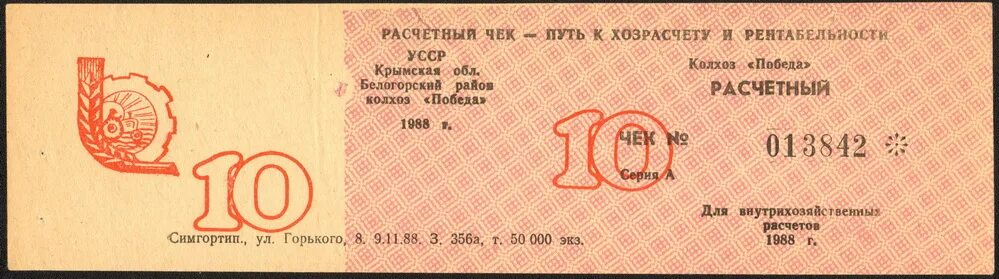 РАСЧЕТНЫЙ ЧЕК — ПУТЬ К ХОЗРАСЧЕТУ И РЕНТАБЕЛЬНОСТИ
УССР
Крымская обл.
Белогорский район
колхоз «Победа»
1988 г.
Колхоз «Победа»
РАСЧЕТНЫЙ
ЧЕК № 013842 *
Серия А
10
10
Для внутрихозяйственных
расчетов
1988 г.
Симгортип., ул. Горького, 8. 9.11.88. З. 356а, т. 50 000 экз.